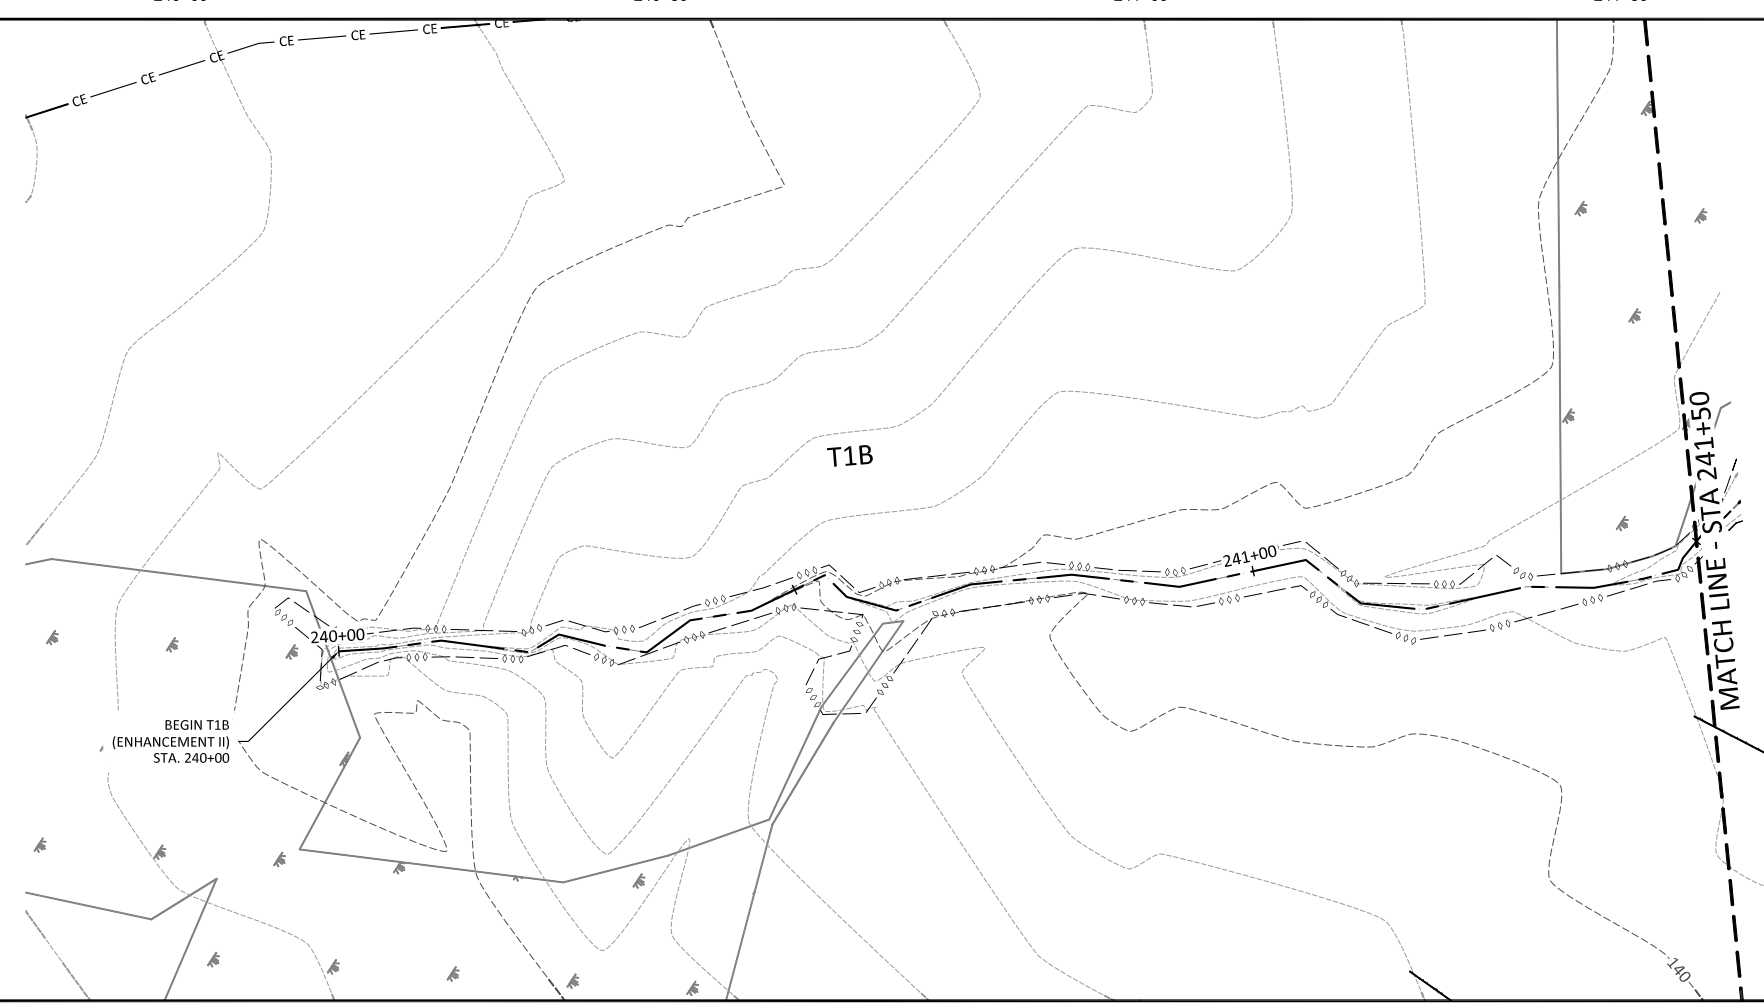 CE CE CE CE CE CE CE
T1B
240+00
241+00
BEGIN T1B
(ENHANCEMENT II)
STA. 240+00
MATCH LINE - STA 241+50
140